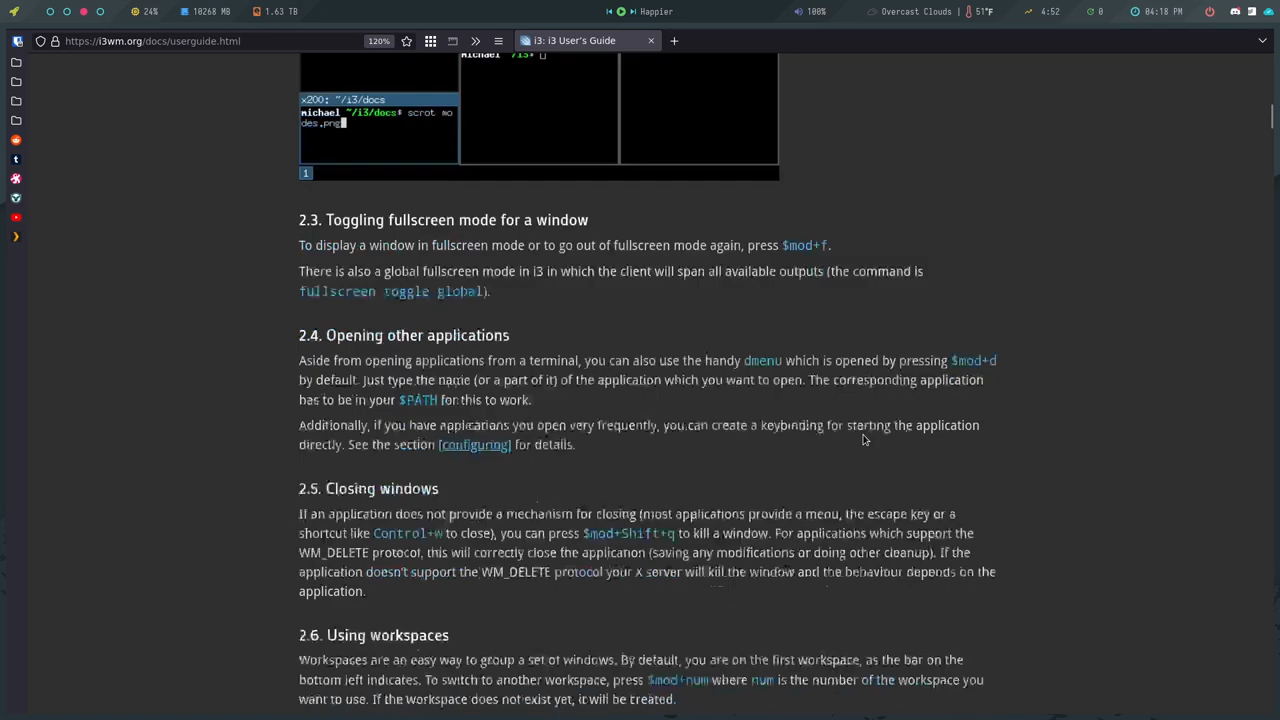 24% 10268 MB 1.63 TB Happier 100% Overcast Clouds 51°F 4:52 0 04:18 PM
https://i3wm.org/docs/userguide.html 120% i3: i3 User's Guide
michael ~/i3$
x200: ~/i3/docs
michael ~/i3/docs$ scrot mo
des.png
1
2.3. Toggling fullscreen mode for a window
To display a window in fullscreen mode or to go out of fullscreen mode again, press $mod+f.
There is also a global fullscreen mode in i3 in which the client will span all available outputs (the command is
fullscreen toggle global).
2.4. Opening other applications
Aside from opening applications from a terminal, you can also use the handy dmenu which is opened by pressing $mod+d
by default. Just type the name (or a part of it) of the application which you want to open. The corresponding application
has to be in your $PATH for this to work.
Additionally, if you have applications you open very frequently, you can create a keybinding for starting the application
directly. See the section [configuring] for details.
2.5. Closing windows
If an application does not provide a mechanism for closing (most applications provide a menu, the escape key or a
shortcut like Control+w to close), you can press $mod+Shift+q to kill a window. For applications which support the
WM_DELETE protocol, this will correctly close the application (saving any modifications or doing other cleanup). If the
application doesn't support the WM_DELETE protocol your X server will kill the window and the behaviour depends on the
application.
2.6. Using workspaces
Workspaces are an easy way to group a set of windows. By default, you are on the first workspace, as the bar on the
bottom left indicates. To switch to another workspace, press $mod+num where num is the number of the workspace you
want to use. If the workspace does not exist yet, it will be created.